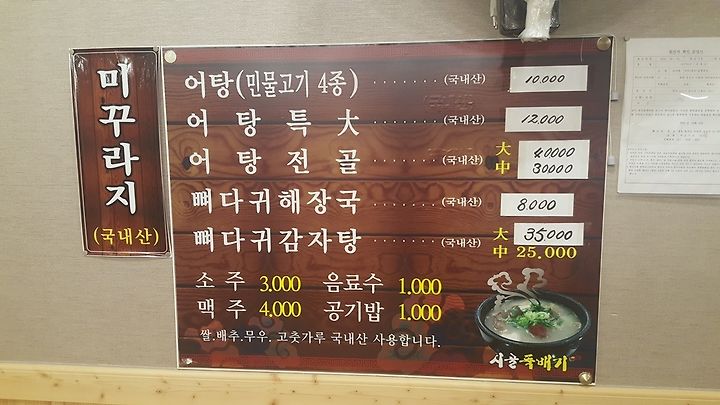 미꾸라지
(국내산)
어탕(민물고기 4종) ······· (국내산) 10.000
어탕특大 ······· (국내산) 12.000
어탕전골 ······· (국내산) 大 40000
中 30000
뼈다귀해장국 ······· (국내산) 8.000
뼈다귀감자탕 ······· (국내산) 大 35.000
中 25.000
소주 3.000 음료수 1.000
맥주 4.000 공기밥 1.000
쌀.배추.무우, 고춧가루 국내산 사용합니다.
시골뚝배기